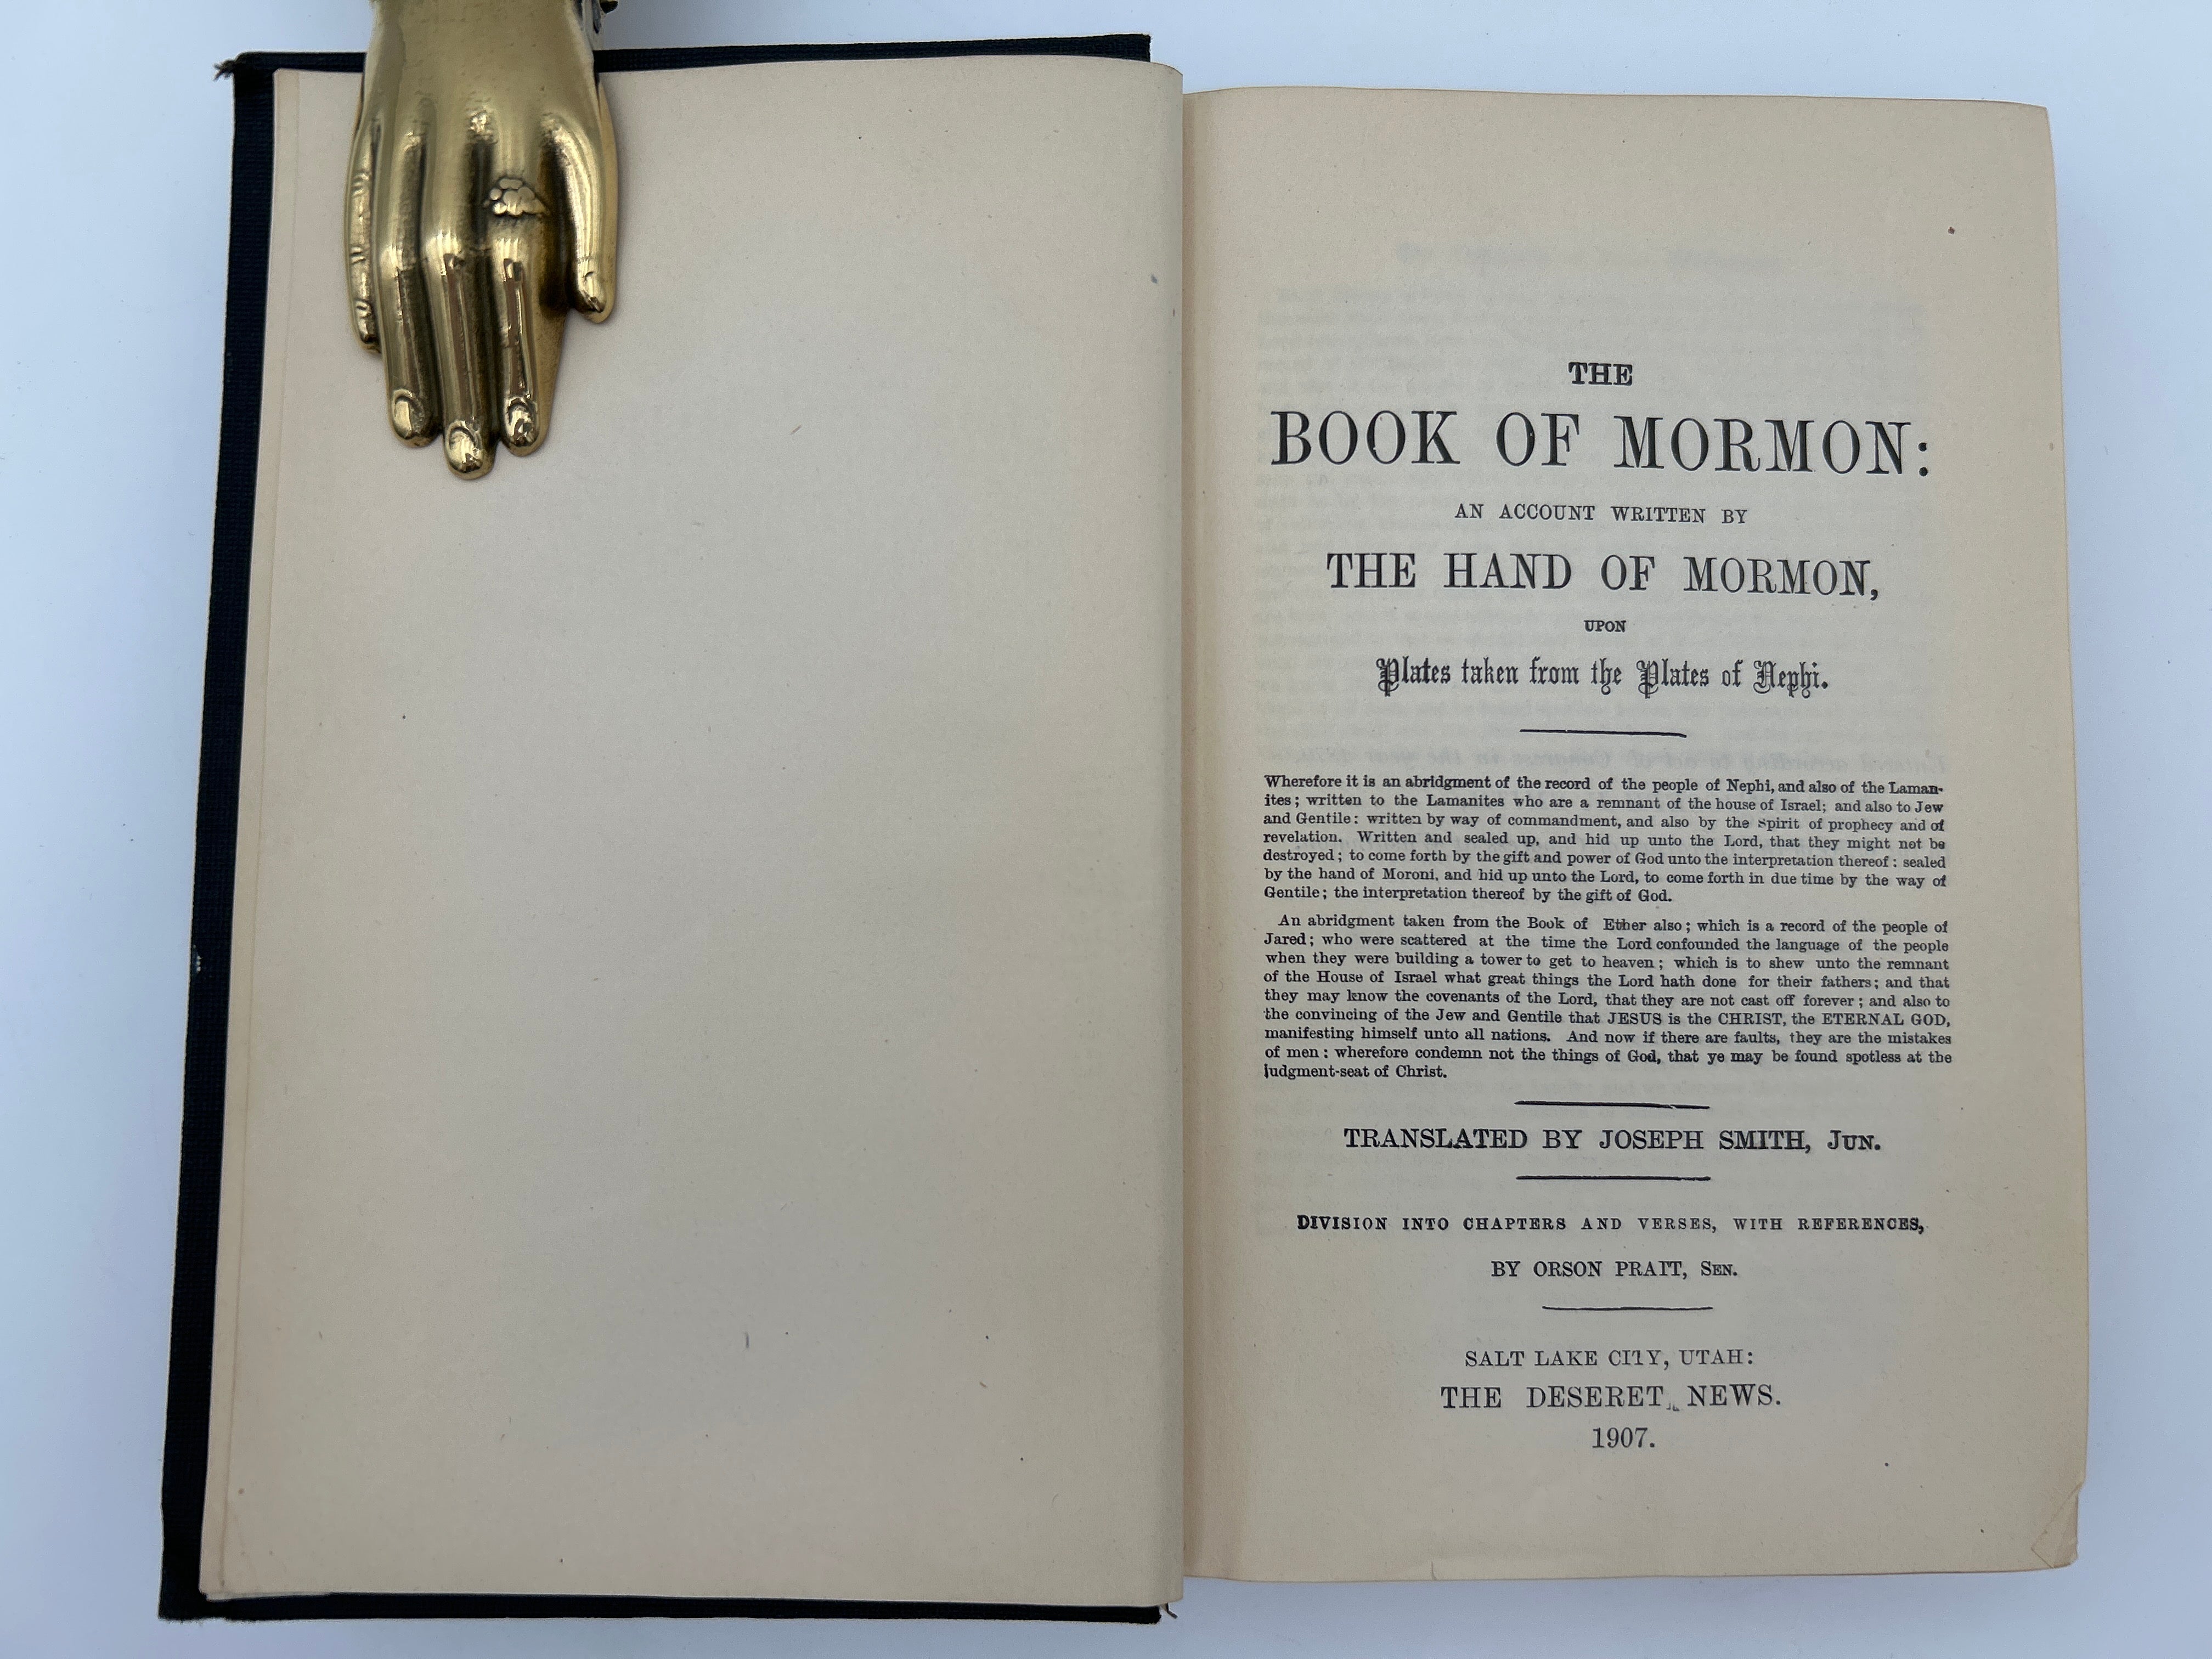 THE
BOOK OF MORMON:
AN ACCOUNT WRITTEN BY
THE HAND OF MORMON,
UPON
Plates taken from the Plates of Nephi.
Wherefore it is an abridgment of the record of the people of Nephi, and also of the Laman-
ites; written to the Lamanites who are a remnant of the house of Israel; and also to Jew
and Gentile: written by way of commandment, and also by the Spirit of prophecy and of
revelation. Written and sealed up, and hid up unto the Lord, that they might not be
destroyed; to come forth by the gift and power of God unto the interpretation thereof: sealed
by the hand of Moroni, and hid up unto the Lord, to come forth in due time by the way of
Gentile; the interpretation thereof by the gift of God.
An abridgment taken from the Book of Ether also; which is a record of the people of
Jared; who were scattered at the time the Lord confounded the language of the people
when they were building a tower to get to heaven; which is to shew unto the remnant
of the House of Israel what great things the Lord hath done for their fathers; and that
they may know the covenants of the Lord, that they are not cast off forever; and also to
the convincing of the Jew and Gentile that JESUS is the CHRIST, the ETERNAL GOD,
manifesting himself unto all nations. And now if there are faults, they are the mistakes
of men: wherefore condemn not the things of God, that ye may be found spotless at the
judgment-seat of Christ.
TRANSLATED BY JOSEPH SMITH, JUN.
DIVISION INTO CHAPTERS AND VERSES, WITH REFERENCES,
BY ORSON PRATT, SEN.
SALT LAKE CITY, UTAH:
THE DESERET NEWS.
1907.